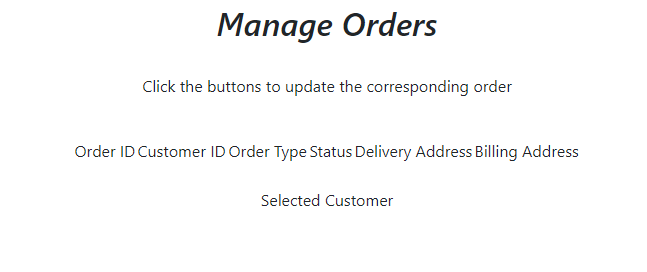 Manage Orders
Click the buttons to update the corresponding order
Order ID Customer ID Order Type Status Delivery Address Billing Address
Selected Customer